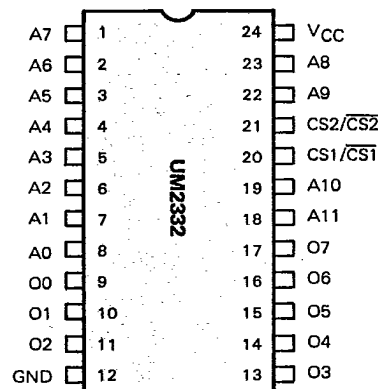 A7 1 24 VCC
A6 2 23 A8
A5 3 22 A9
A4 4 21 CS2/C̅S̅2̅
A3 5 20 CS1/C̅S̅1̅
A2 6 19 A10
A1 7 18 A11
A0 8 17 O7
O0 9 16 O6
O1 10 15 O5
O2 11 14 O4
GND 12 13 O3
UM2332